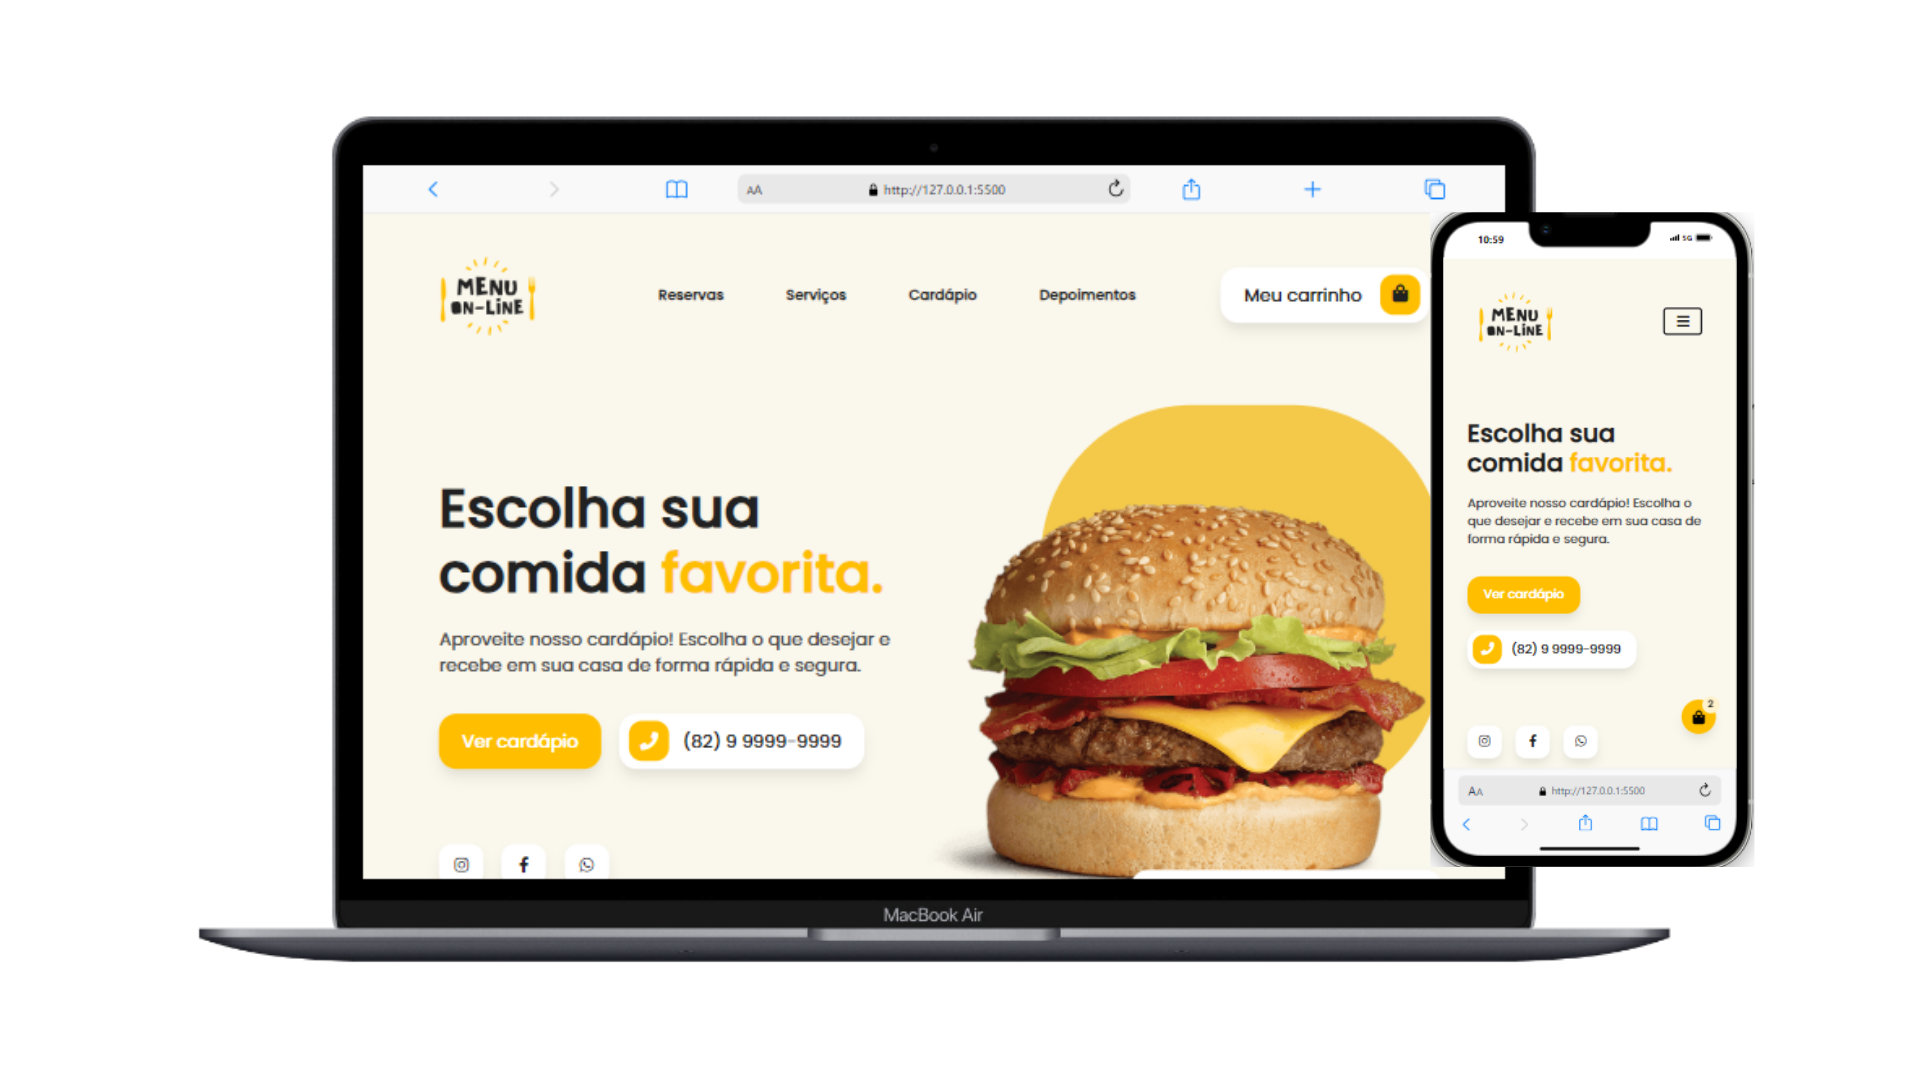 AA http://127.0.0.1:5500
MENU
ON-LiNE
Reservas Serviços Cardápio Depoimentos Meu carrinho
Escolha sua
comida favorita.
Aproveite nosso cardápio! Escolha o que desejar e
recebe em sua casa de forma rápida e segura.
Ver cardápio (82) 9 9999-9999
MacBook Air
10:59 5G
MENU
ON-LiNE
Escolha sua
comida favorita.
Aproveite nosso cardápio! Escolha o
que desejar e recebe em sua casa de
forma rápida e segura.
Ver cardápio
(82) 9 9999-9999
2
AA http://127.0.0.1:5500